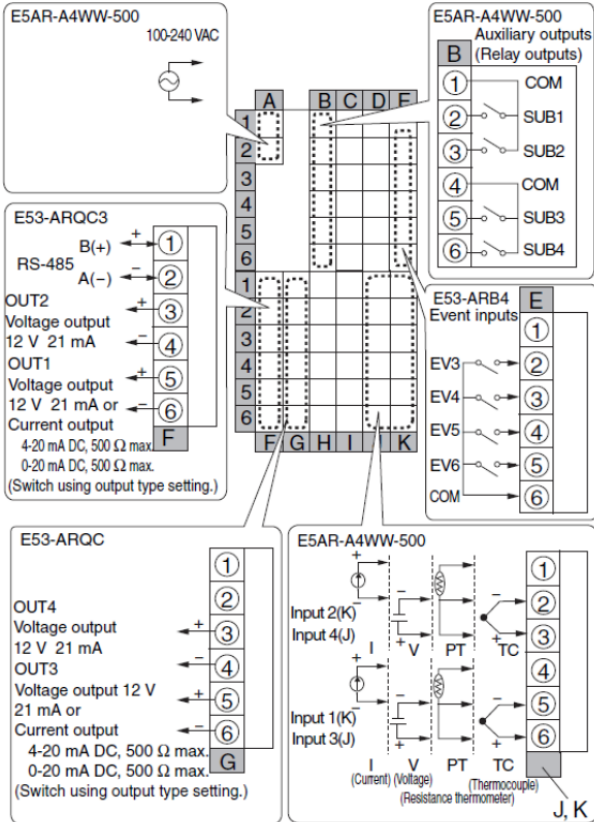 E5AR-A4WW-500
100-240 VAC
E5AR-A4WW-500
Auxiliary outputs
(Relay outputs)
B
1 COM
2 SUB1
3 SUB2
4 COM
5 SUB3
6 SUB4
A B C D E
1
2
3
4
5
6
1
2
3
4
5
6
F G H I J K
E53-ARQC3
B(+) + 1
RS-485
A(−) − 2
OUT2 + 3
Voltage output
12 V 21 mA − 4
OUT1
Voltage output + 5
12 V 21 mA or − 6
Current output
4-20 mA DC, 500 Ω max.
0-20 mA DC, 500 Ω max.
F
(Switch using output type setting.)
E53-ARB4
Event inputs
E
1
EV3 2
EV4 3
EV5 4
EV6 5
COM 6
E53-ARQC
1
2
OUT4
Voltage output + 3
12 V 21 mA
OUT3 − 4
Voltage output 12 V + 5
21 mA or
Current output − 6
4-20 mA DC, 500 Ω max.
0-20 mA DC, 500 Ω max.
G
(Switch using output type setting.)
E5AR-A4WW-500
1
+ − − 2
Input 2(K)
Input 4(J) + + 3
I V PT TC
4
+ − − 5
Input 1(K)
Input 3(J) + + 6
I V PT TC
(Current) (Voltage) (Thermocouple)
(Resistance thermometer)
J, K